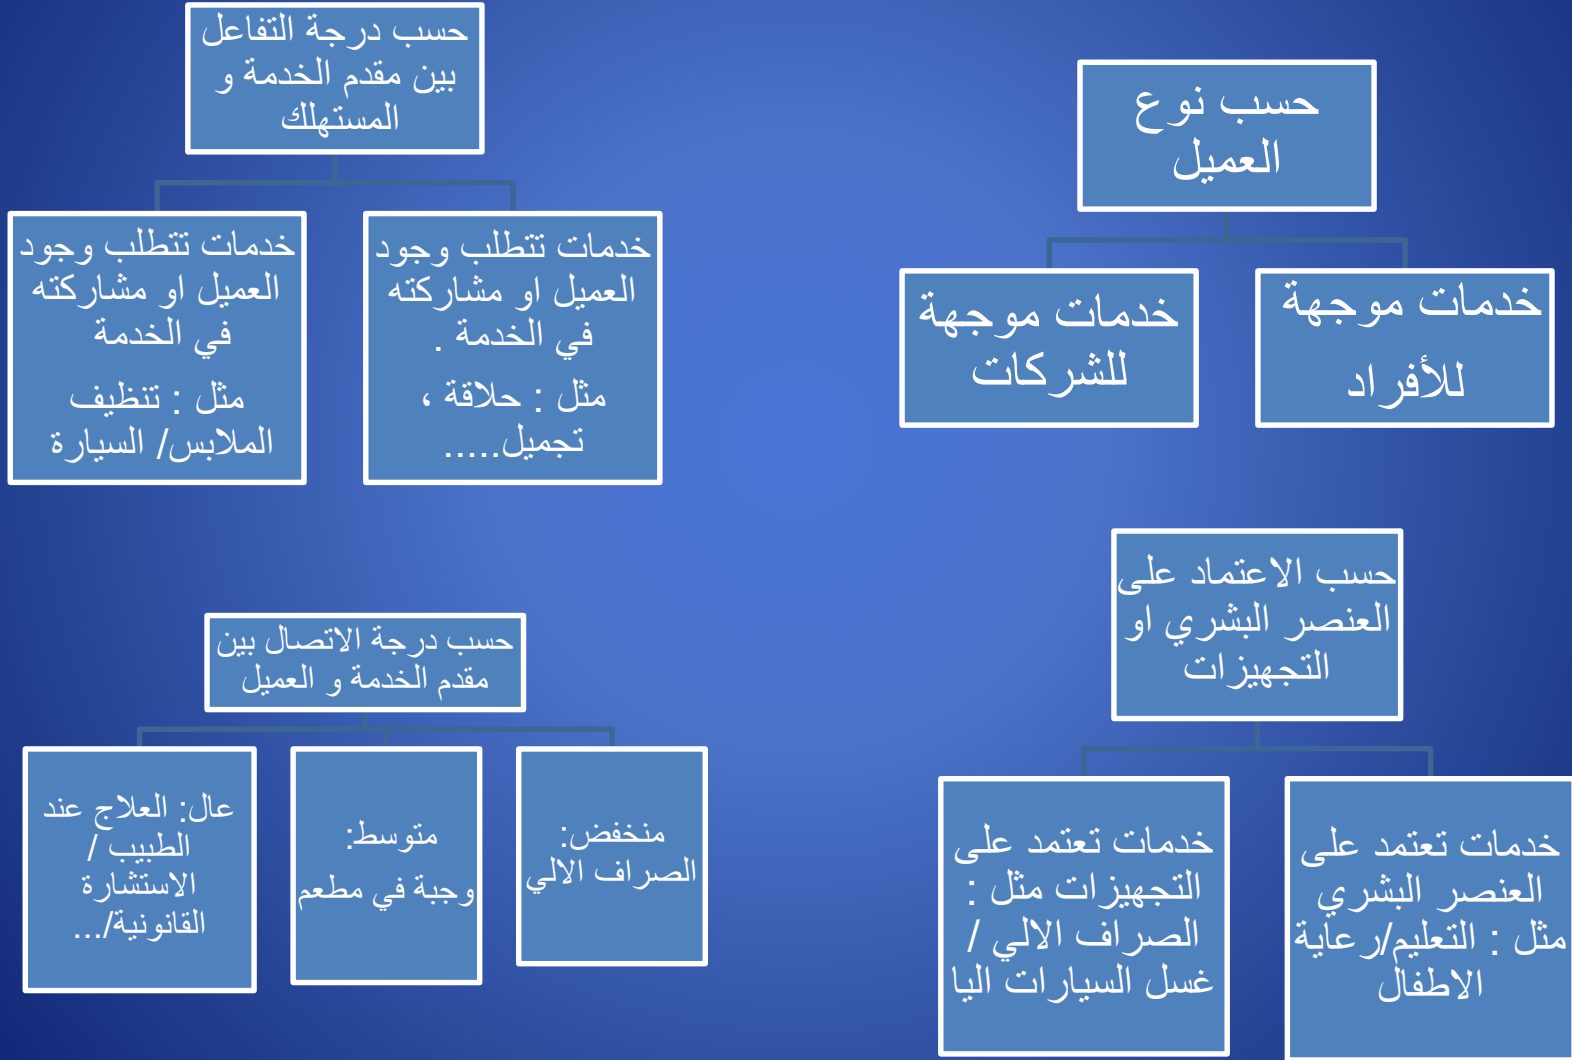 حسب نوع
العميل
خدمات موجهة
للأفراد
خدمات موجهة
للشركات
حسب درجة التفاعل
بين مقدم الخدمة و
المستهلك
خدمات تتطلب وجود
العميل او مشاركته
في الخدمة .
مثل : حلاقة ،
تجميل.....
خدمات تتطلب وجود
العميل او مشاركته
في الخدمة
مثل : تنظيف
الملابس/ السيارة
حسب الاعتماد على
العنصر البشري او
التجهيزات
خدمات تعتمد على
العنصر البشري
مثل : التعليم/رعاية
الاطفال
خدمات تعتمد على
التجهيزات مثل :
الصراف الالي /
غسل السيارات اليا
حسب درجة الاتصال بين
مقدم الخدمة و العميل
منخفض:
الصراف الالي
متوسط:
وجبة في مطعم
عال: العلاج عند
الطبيب /
الاستشارة
القانونية/...